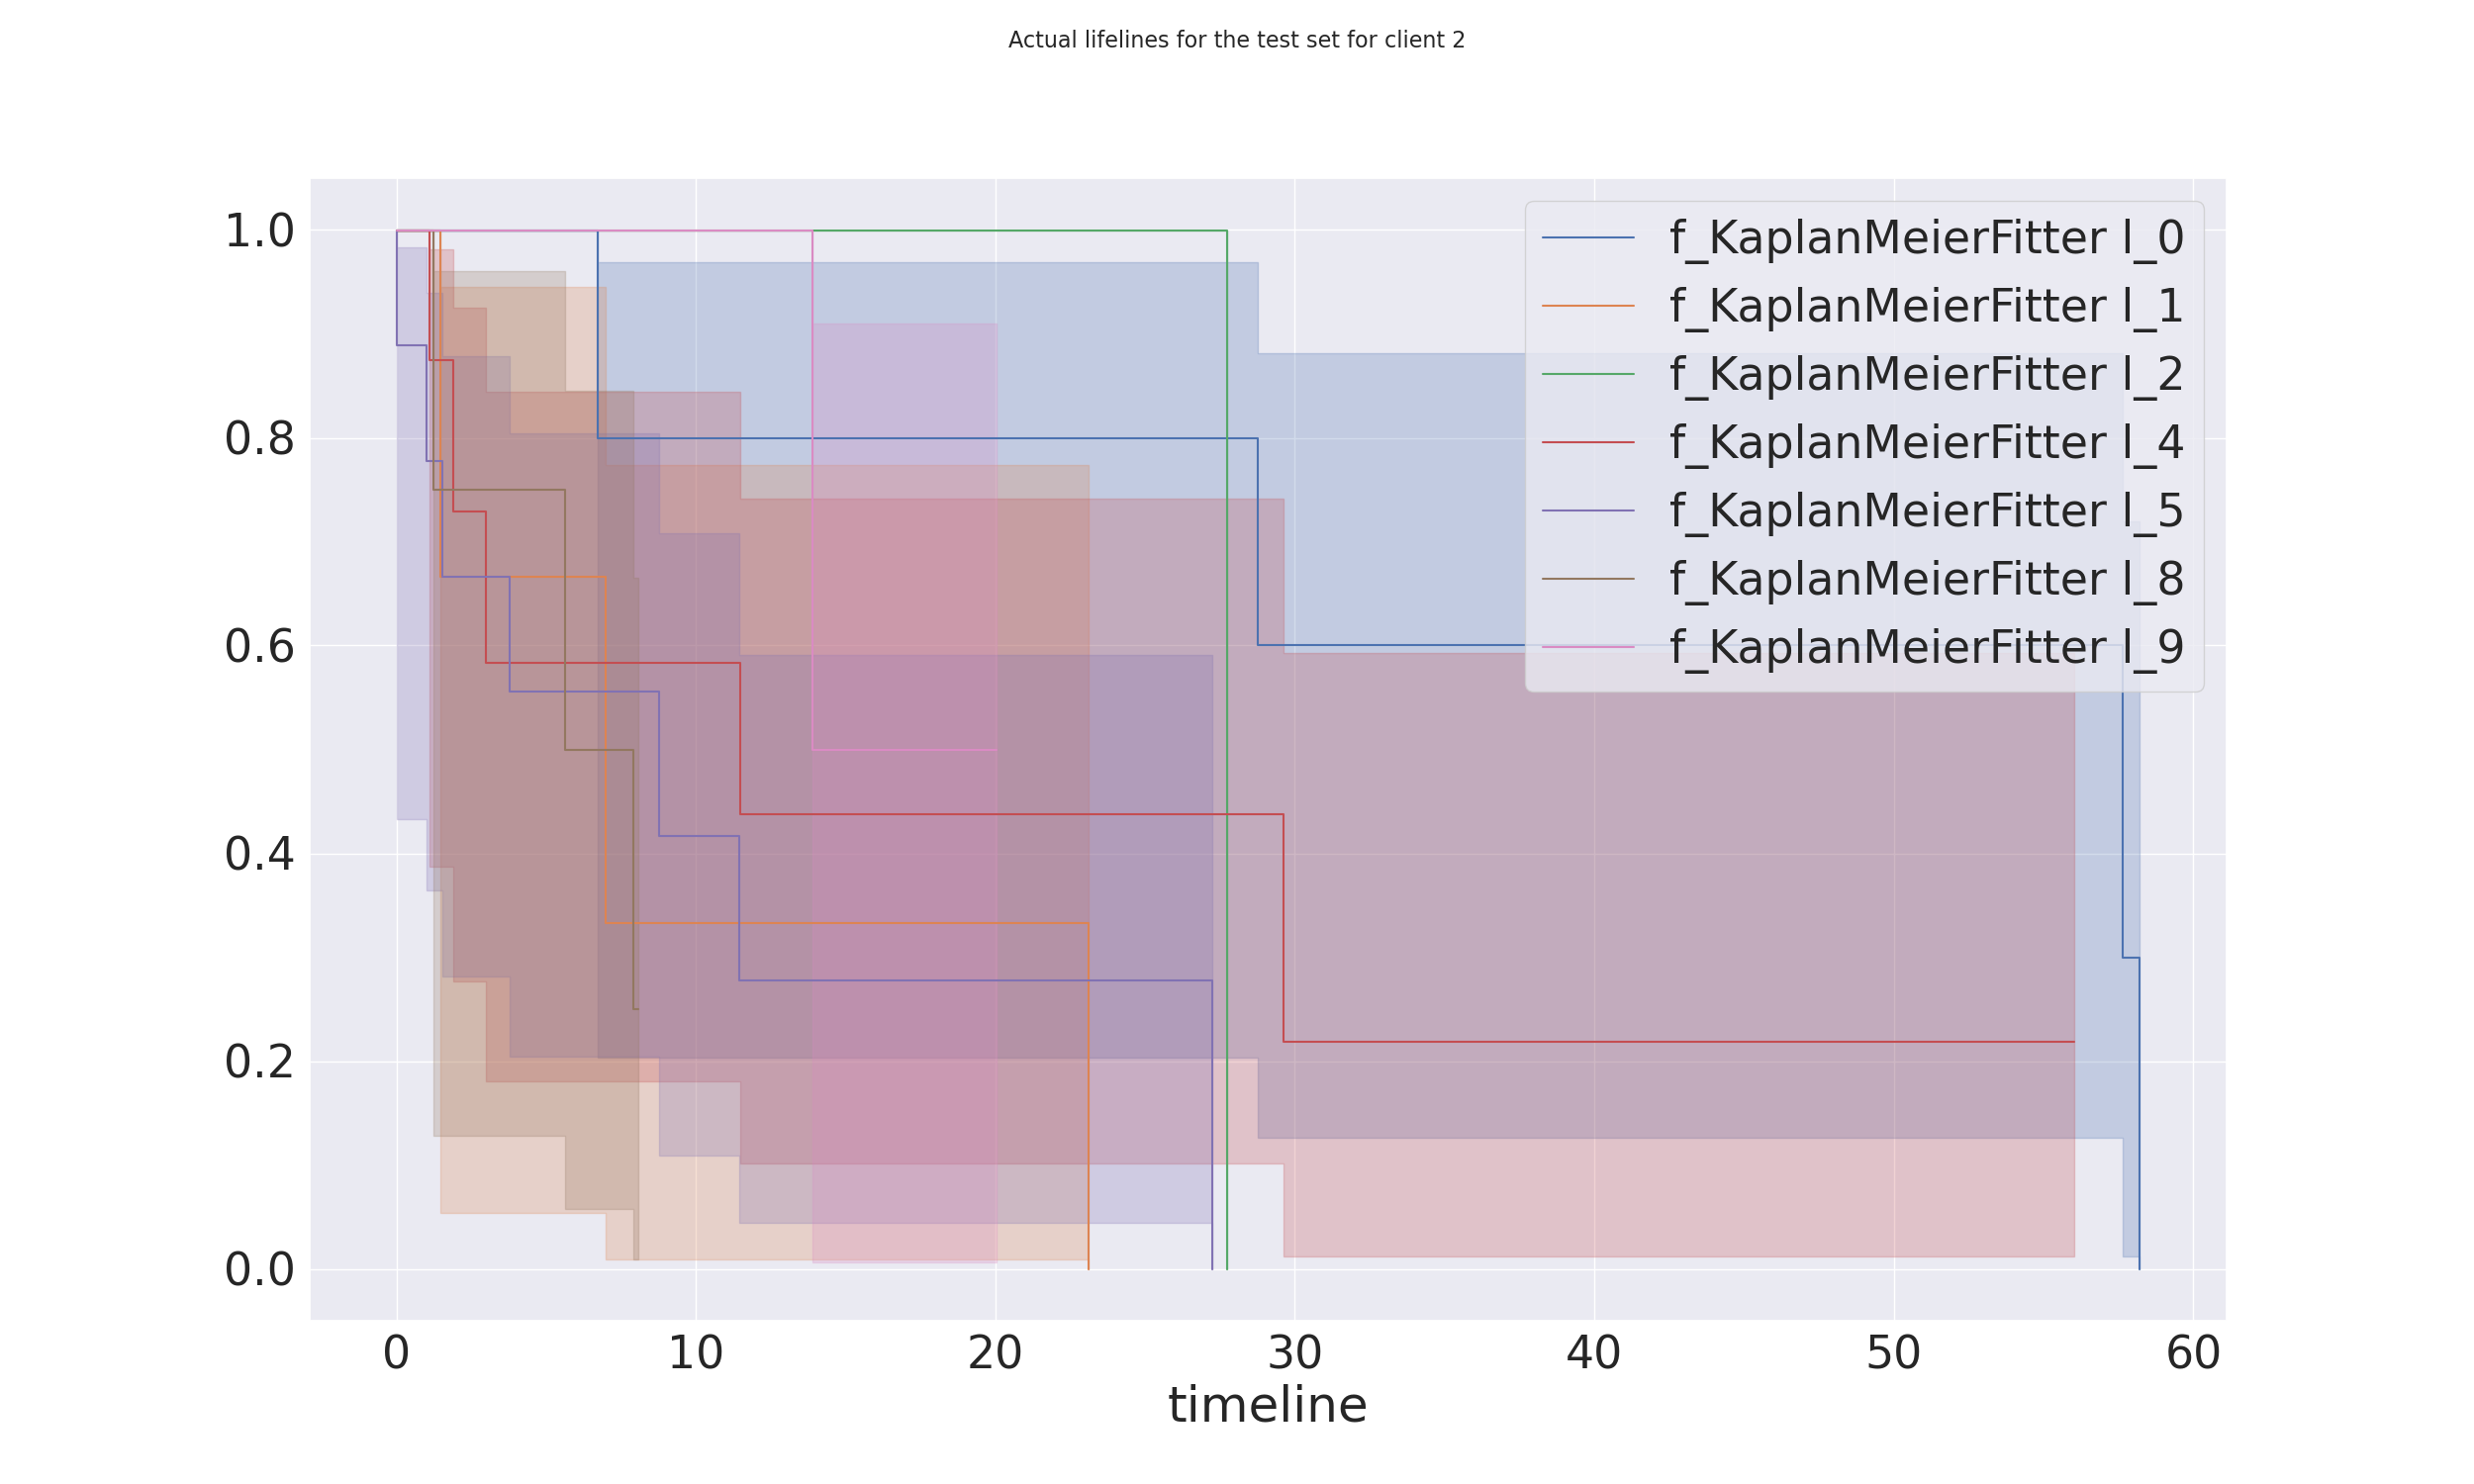 Actual lifelines for the test set for client 2
1.0
0.8
0.6
0.4
0.2
0.0
f_KaplanMeierFitter l_0
f_KaplanMeierFitter l_1
f_KaplanMeierFitter l_2
f_KaplanMeierFitter l_4
f_KaplanMeierFitter l_5
f_KaplanMeierFitter l_8
f_KaplanMeierFitter l_9
0 10 20 30 40 50 60
timeline